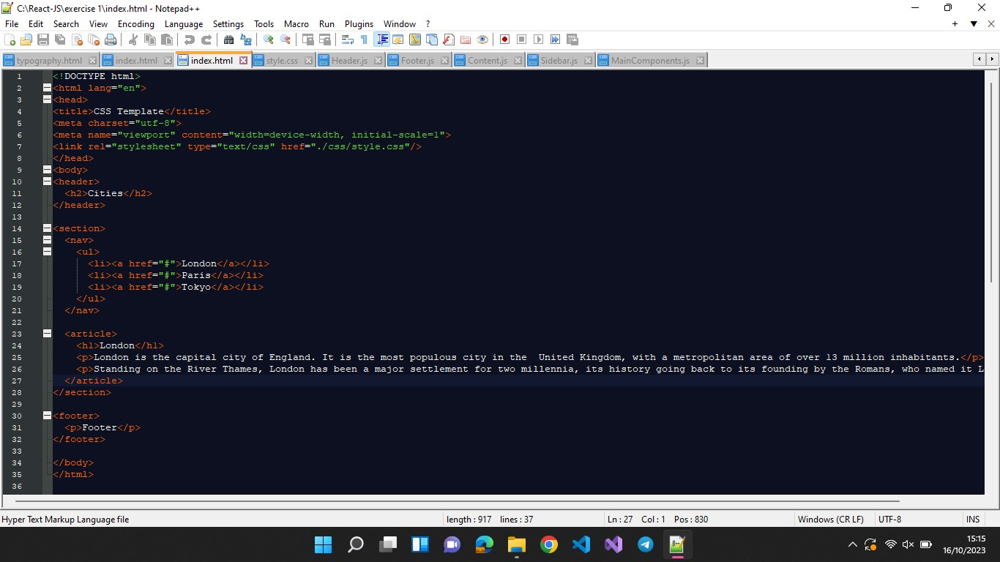 C:\React-JS\exercise 1\index.html - Notepad++
File Edit Search View Encoding Language Settings Tools Macro Run Plugins Window ?
typography.html index.html index.html style.css Header.js Footer.js Content.js Sidebar.js MainComponents.js
1 <!DOCTYPE html>
2 <html lang="en">
3 <head>
4 <title>CSS Template</title>
5 <meta charset="utf-8">
6 <meta name="viewport" content="width=device-width, initial-scale=1">
7 <link rel="stylesheet" type="text/css" href="./css/style.css"/>
8 </head>
9 <body>
10 <header>
11 <h2>Cities</h2>
12 </header>
13
14 <section>
15 <nav>
16 <ul>
17 <li><a href="#">London</a></li>
18 <li><a href="#">Paris</a></li>
19 <li><a href="#">Tokyo</a></li>
20 </ul>
21 </nav>
22
23 <article>
24 <h1>London</h1>
25 <p>London is the capital city of England. It is the most populous city in the  United Kingdom, with a metropolitan area of over 13 million inhabitants.</p>
26 <p>Standing on the River Thames, London has been a major settlement for two millennia, its history going back to its founding by the Romans, who named it L
27 </article>
28 </section>
29
30 <footer>
31 <p>Footer</p>
32 </footer>
33
34 </body>
35 </html>
36
Hyper Text Markup Language file length : 917 lines : 37 Ln : 27 Col : 1 Pos : 830 Windows (CR LF) UTF-8 INS
15:15
16/10/2023